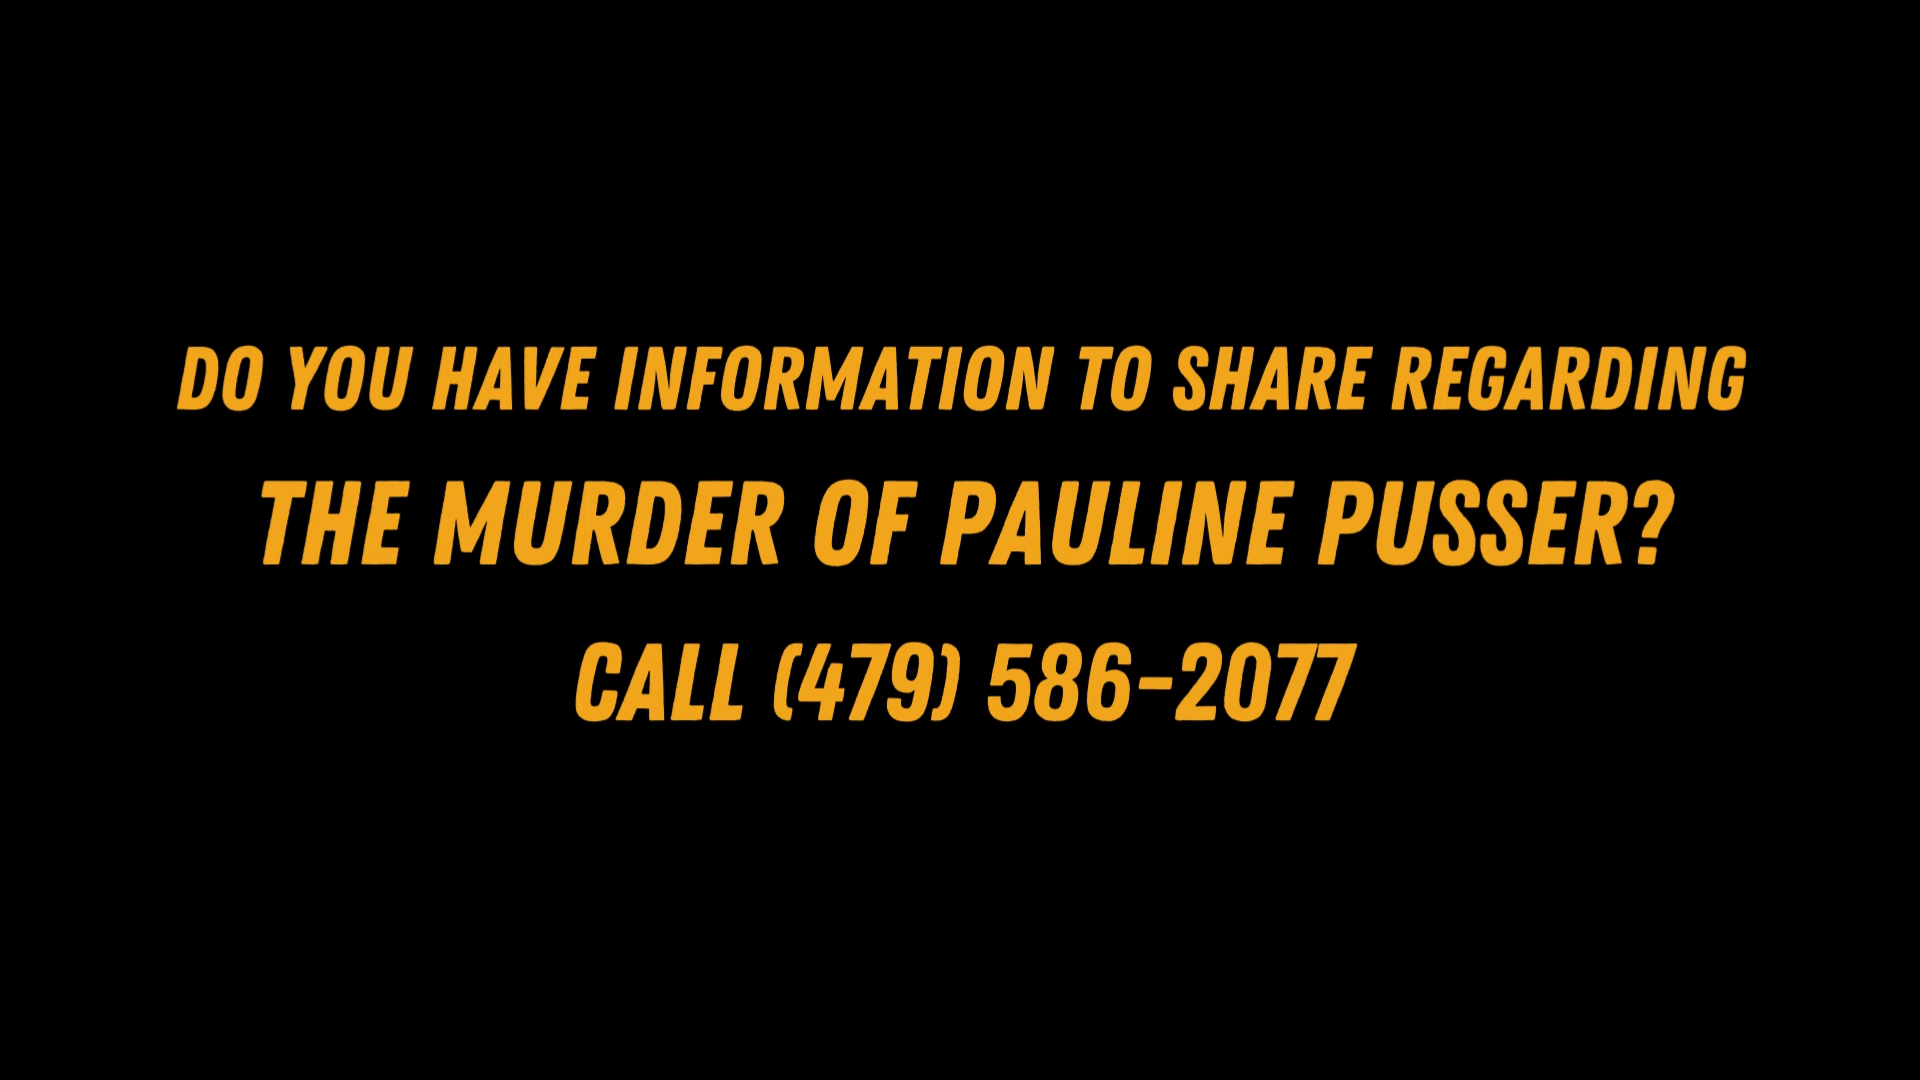 DO YOU HAVE INFORMATION TO SHARE REGARDING
THE MURDER OF PAULINE PUSSER?
CALL (479) 586-2077